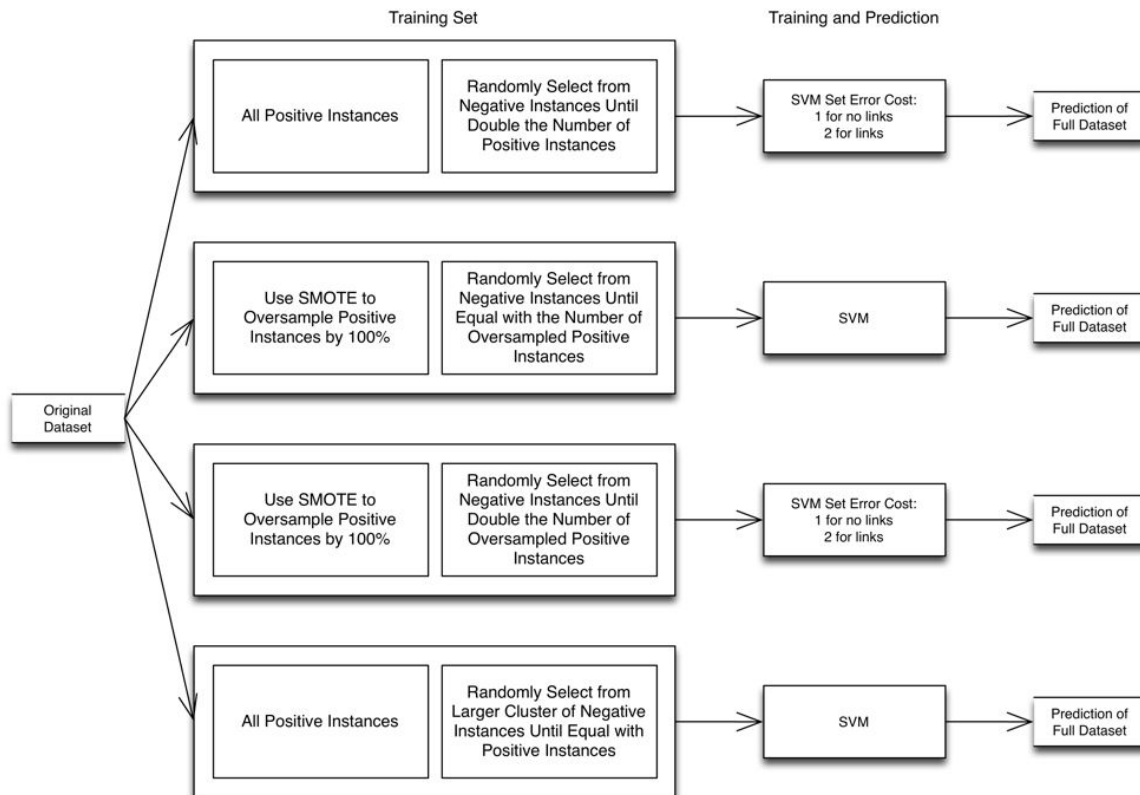 Training Set
Training and Prediction
All Positive Instances
Randomly Select from
Negative Instances Until
Double the Number of
Positive Instances
SVM Set Error Cost:
1 for no links
2 for links
Prediction of
Full Dataset
Use SMOTE to
Oversample Positive
Instances by 100%
Randomly Select from
Negative Instances Until
Equal with the Number of
Oversampled Positive
Instances
SVM
Prediction of
Full Dataset
Original
Dataset
Use SMOTE to
Oversample Positive
Instances by 100%
Randomly Select from
Negative Instances Until
Double the Number of
Oversampled Positive
Instances
SVM Set Error Cost:
1 for no links
2 for links
Prediction of
Full Dataset
All Positive Instances
Randomly Select from
Larger Cluster of Negative
Instances Until Equal with
Positive Instances
SVM
Prediction of
Full Dataset